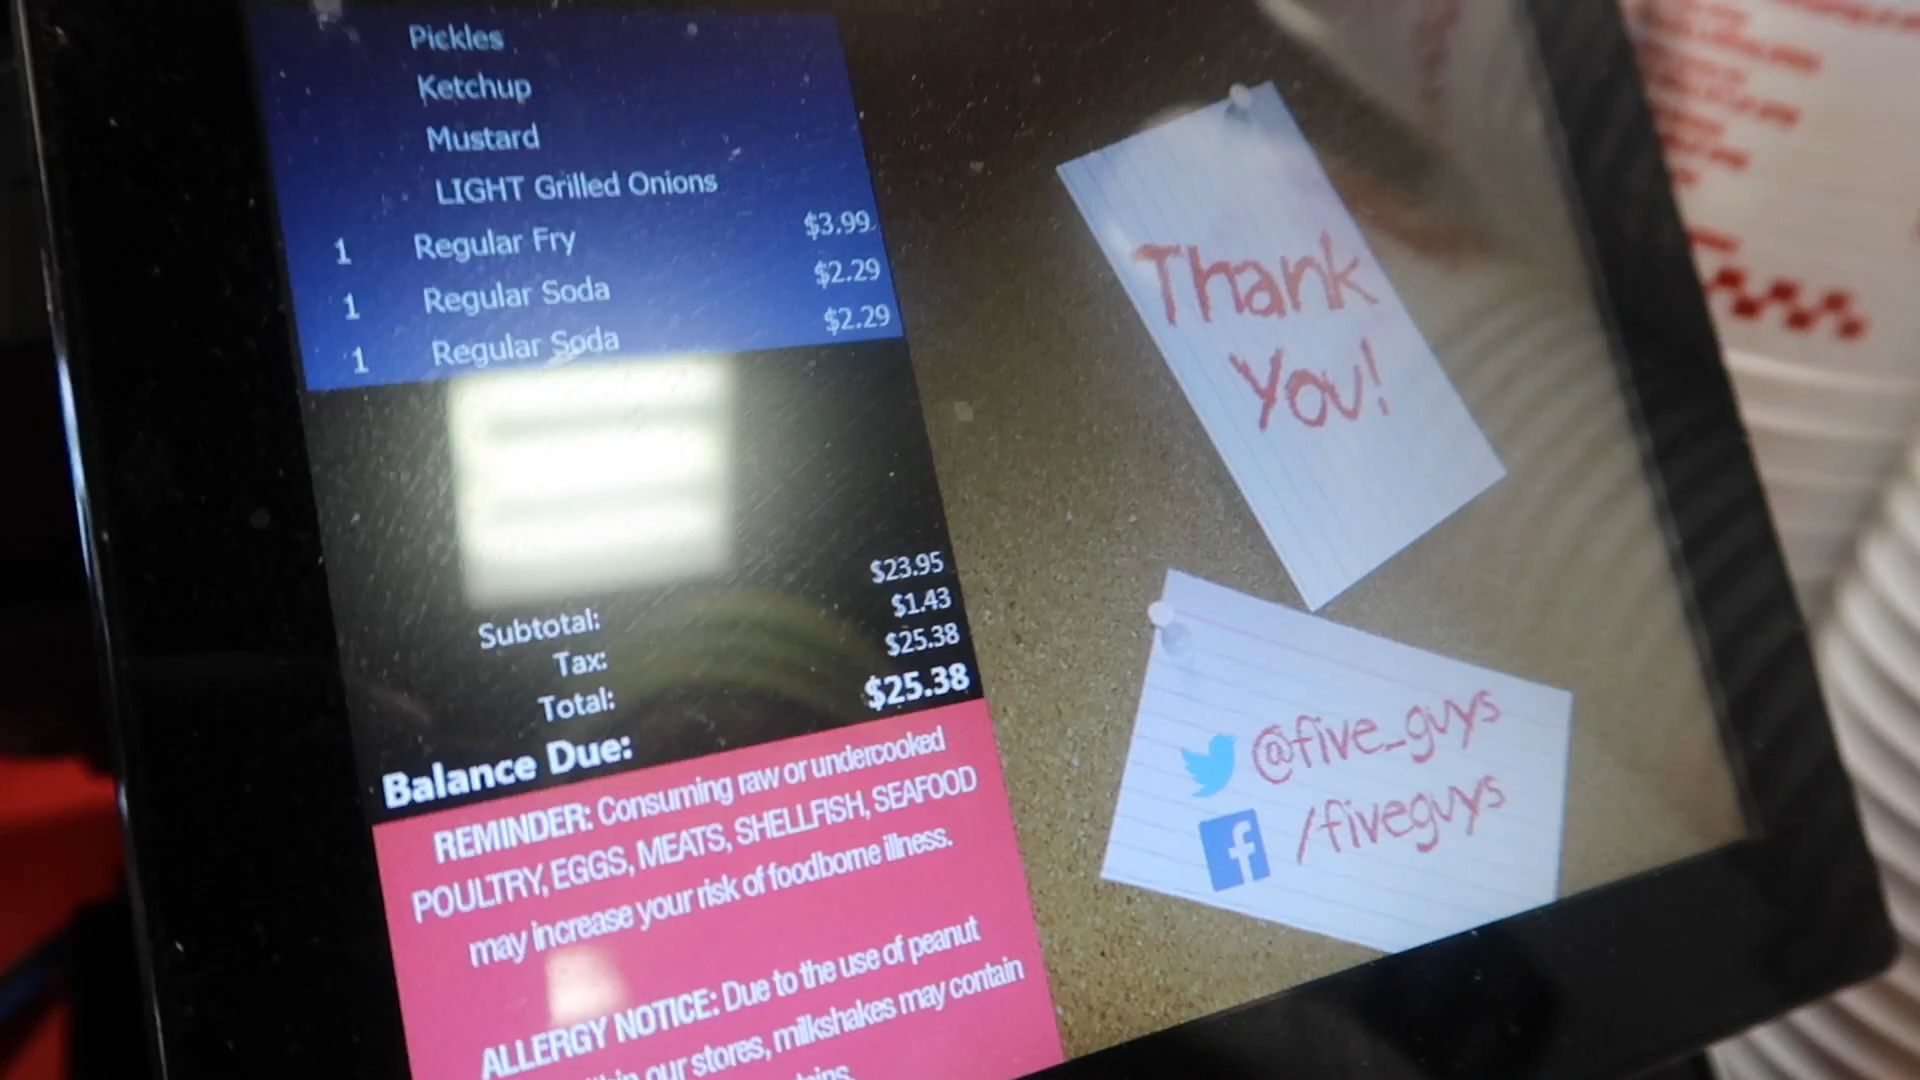 Pickles
Ketchup
Mustard
LIGHT Grilled Onions
1 Regular Fry $3.99
1 Regular Soda $2.29
1 Regular Soda $2.29
Subtotal: $23.95
Tax: $1.43
Total: $25.38
Balance Due: $25.38
REMINDER: Consuming raw or undercooked
POULTRY, EGGS, MEATS, SHELLFISH, SEAFOOD
may increase your risk of foodborne illness.
ALLERGY NOTICE: Due to the use of peanut
our stores, milkshakes may contain
Thank
You!
@five_guys
/fiveguys